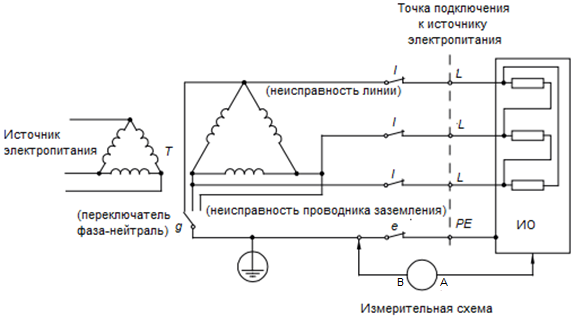 Точка подключения
к источнику
электропитания
l
L
(неисправность линии)
Источник
электропитания
T
l
L
l
L
(переключатель
фаза-нейтраль)
g
(неисправность проводника заземления)
e
PE
ИО
B
A
Измерительная схема